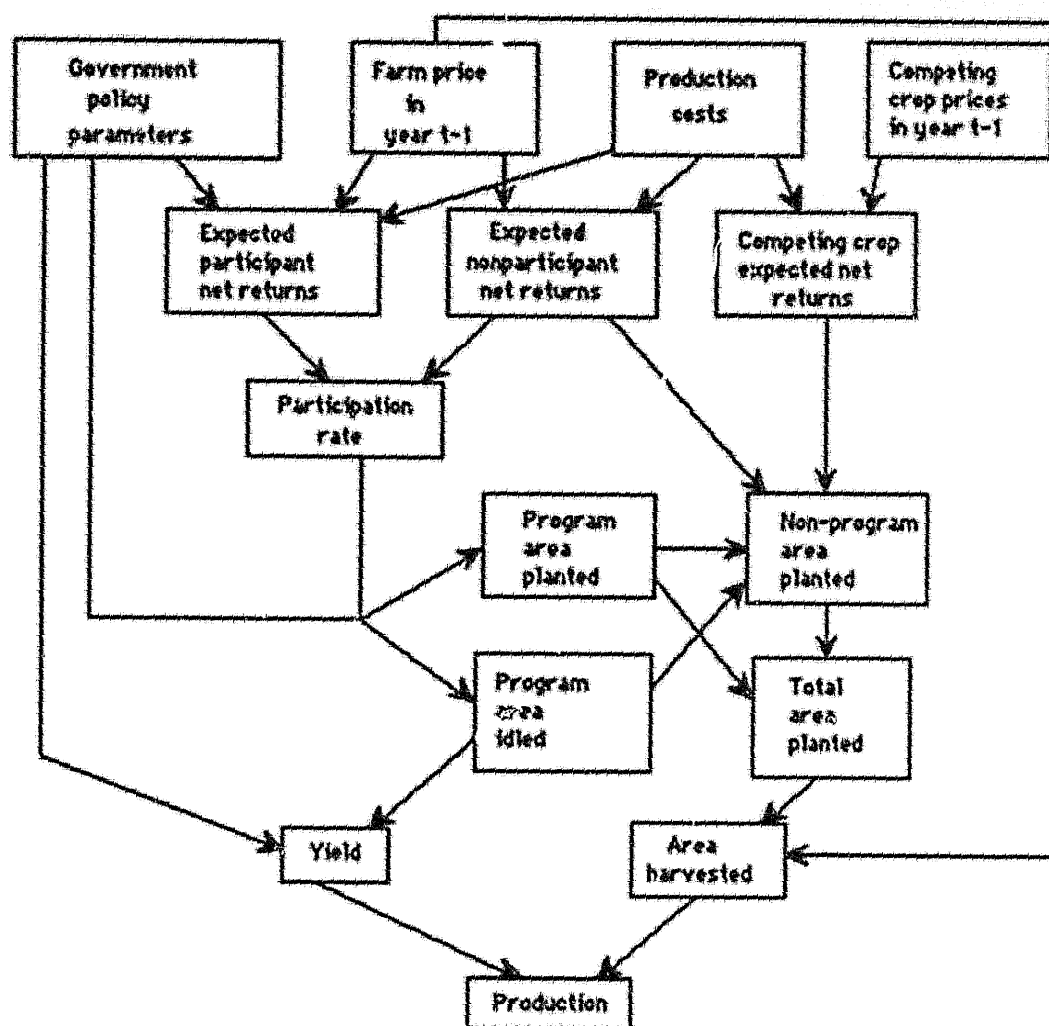 Government
policy
parameters
Farm price
in
year t-1
Production
costs
Competing
crop prices
in year t-1
Expected
participant
net returns
Expected
nonparticipant
net returns
Competing crop
expected net
returns
Participation
rate
Program
area
planted
Non-program
area
planted
Program
area
idled
Total
area
planted
Yield
Area
harvested
Production